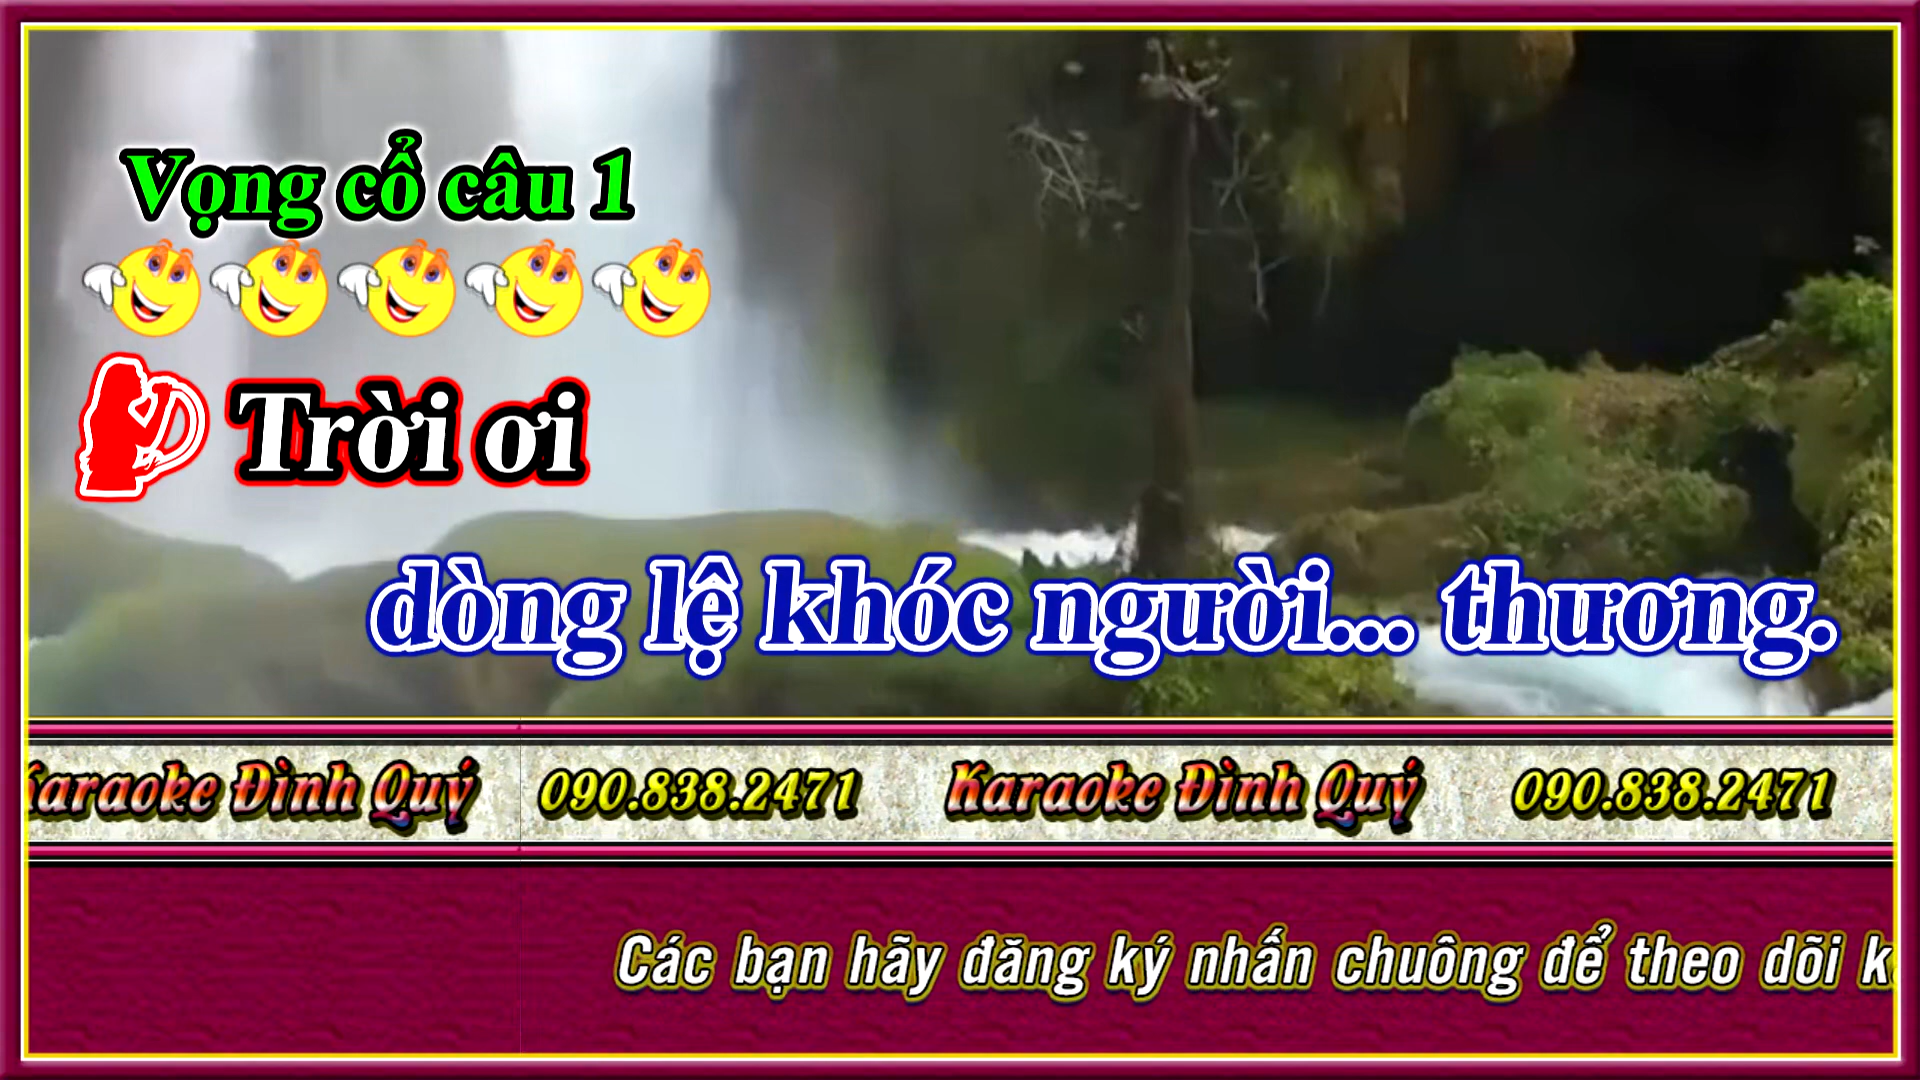 Vọng cổ câu 1
Trời ơi
dòng lệ khóc người... thương.
Karaoke Đình Quý 090.838.2471 Karaoke Đình Quý 090.838.2471
Các bạn hãy đăng ký nhấn chuông để theo dõi